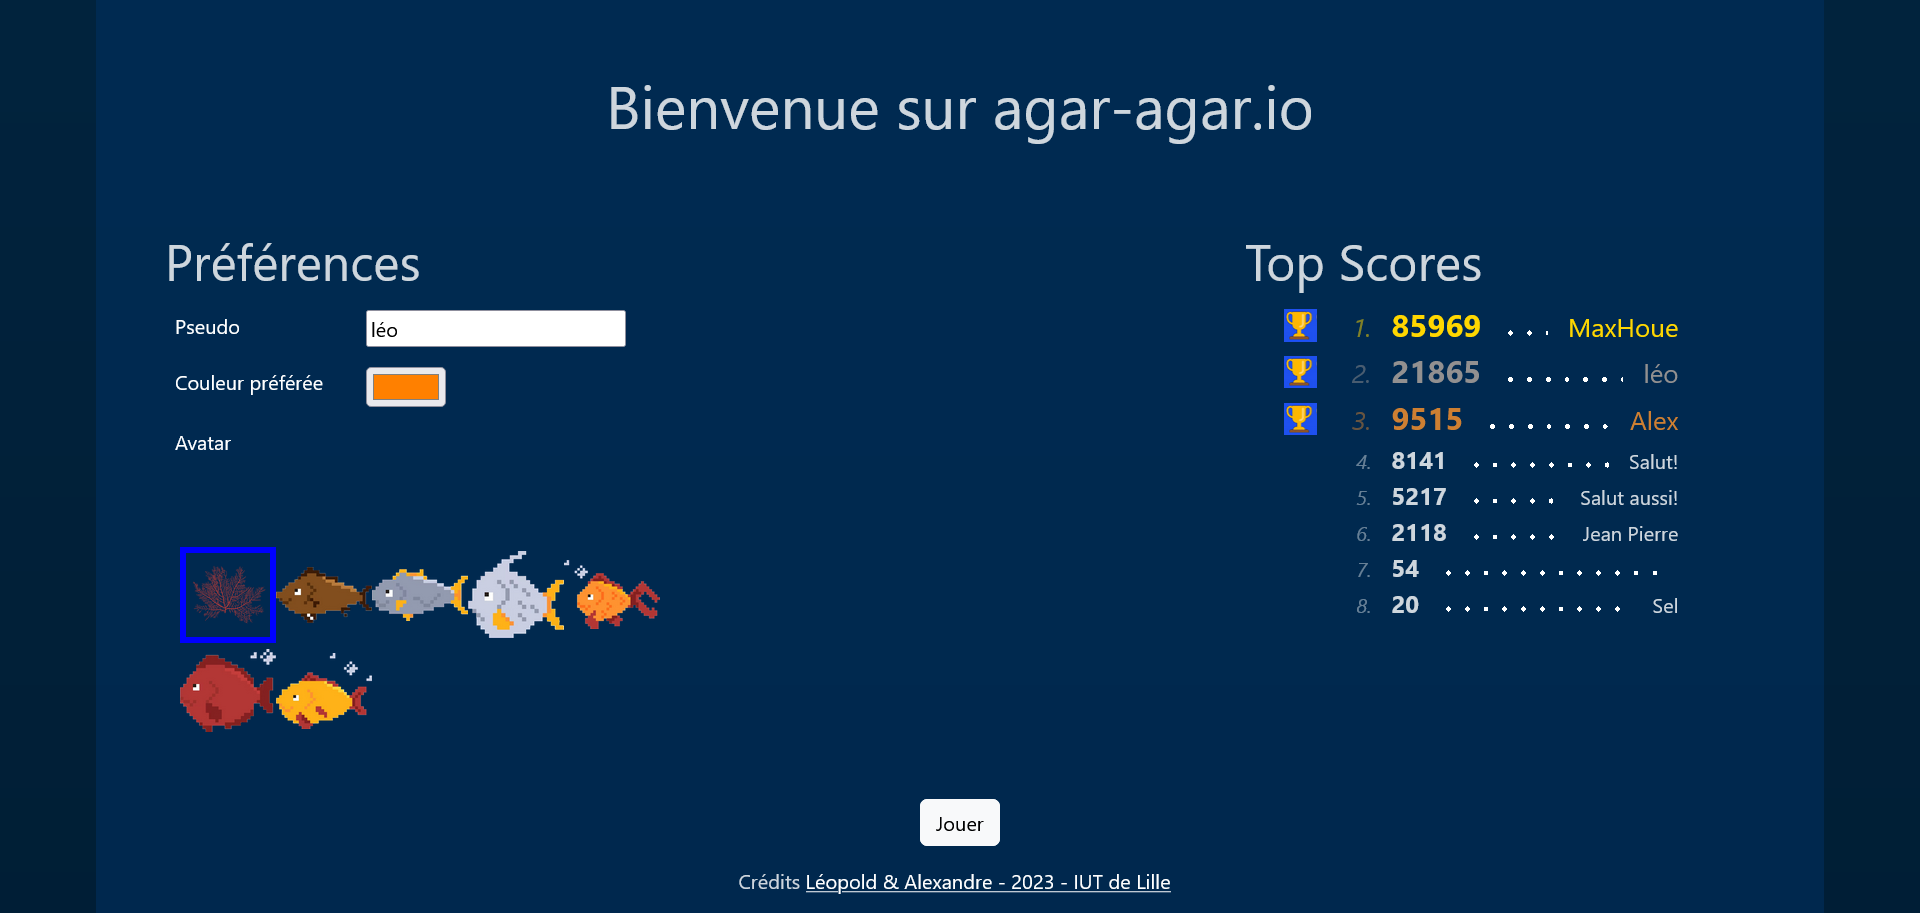 Bienvenue sur agar-agar.io
Préférences
Pseudo
léo
Couleur préférée
Avatar
Top Scores
1. 85969 . . . MaxHoue
2. 21865 . . . . . . . léo
3. 9515 . . . . . . . Alex
4. 8141 . . . . . . . . Salut!
5. 5217 . . . . . Salut aussi!
6. 2118 . . . . . Jean Pierre
7. 54 . . . . . . . . . . . .
8. 20 . . . . . . . . . . Sel
Jouer
Crédits Léopold & Alexandre - 2023 - IUT de Lille